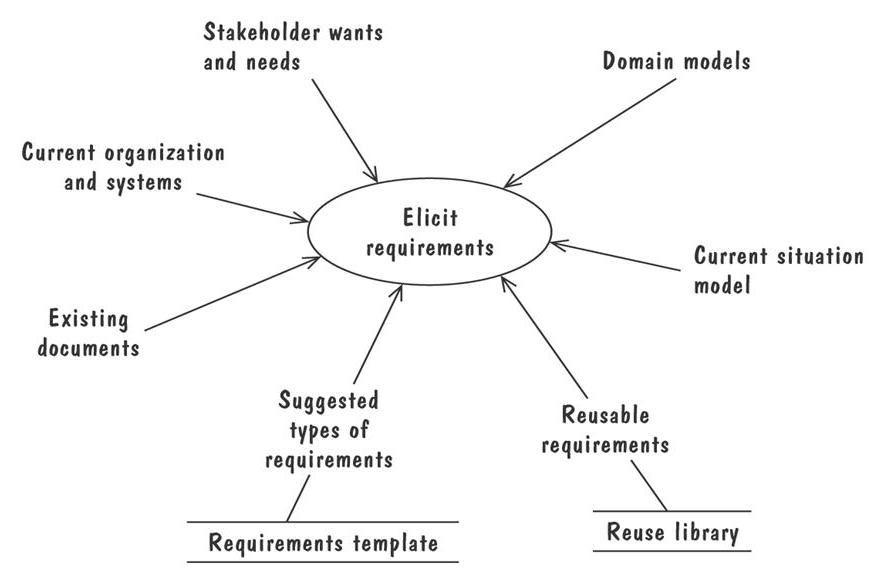 Stakeholder wants
and needs
Domain models
Current organization
and systems
Elicit
requirements
Current situation
model
Existing
documents
Suggested
types of
requirements
Reusable
requirements
Requirements template
Reuse library